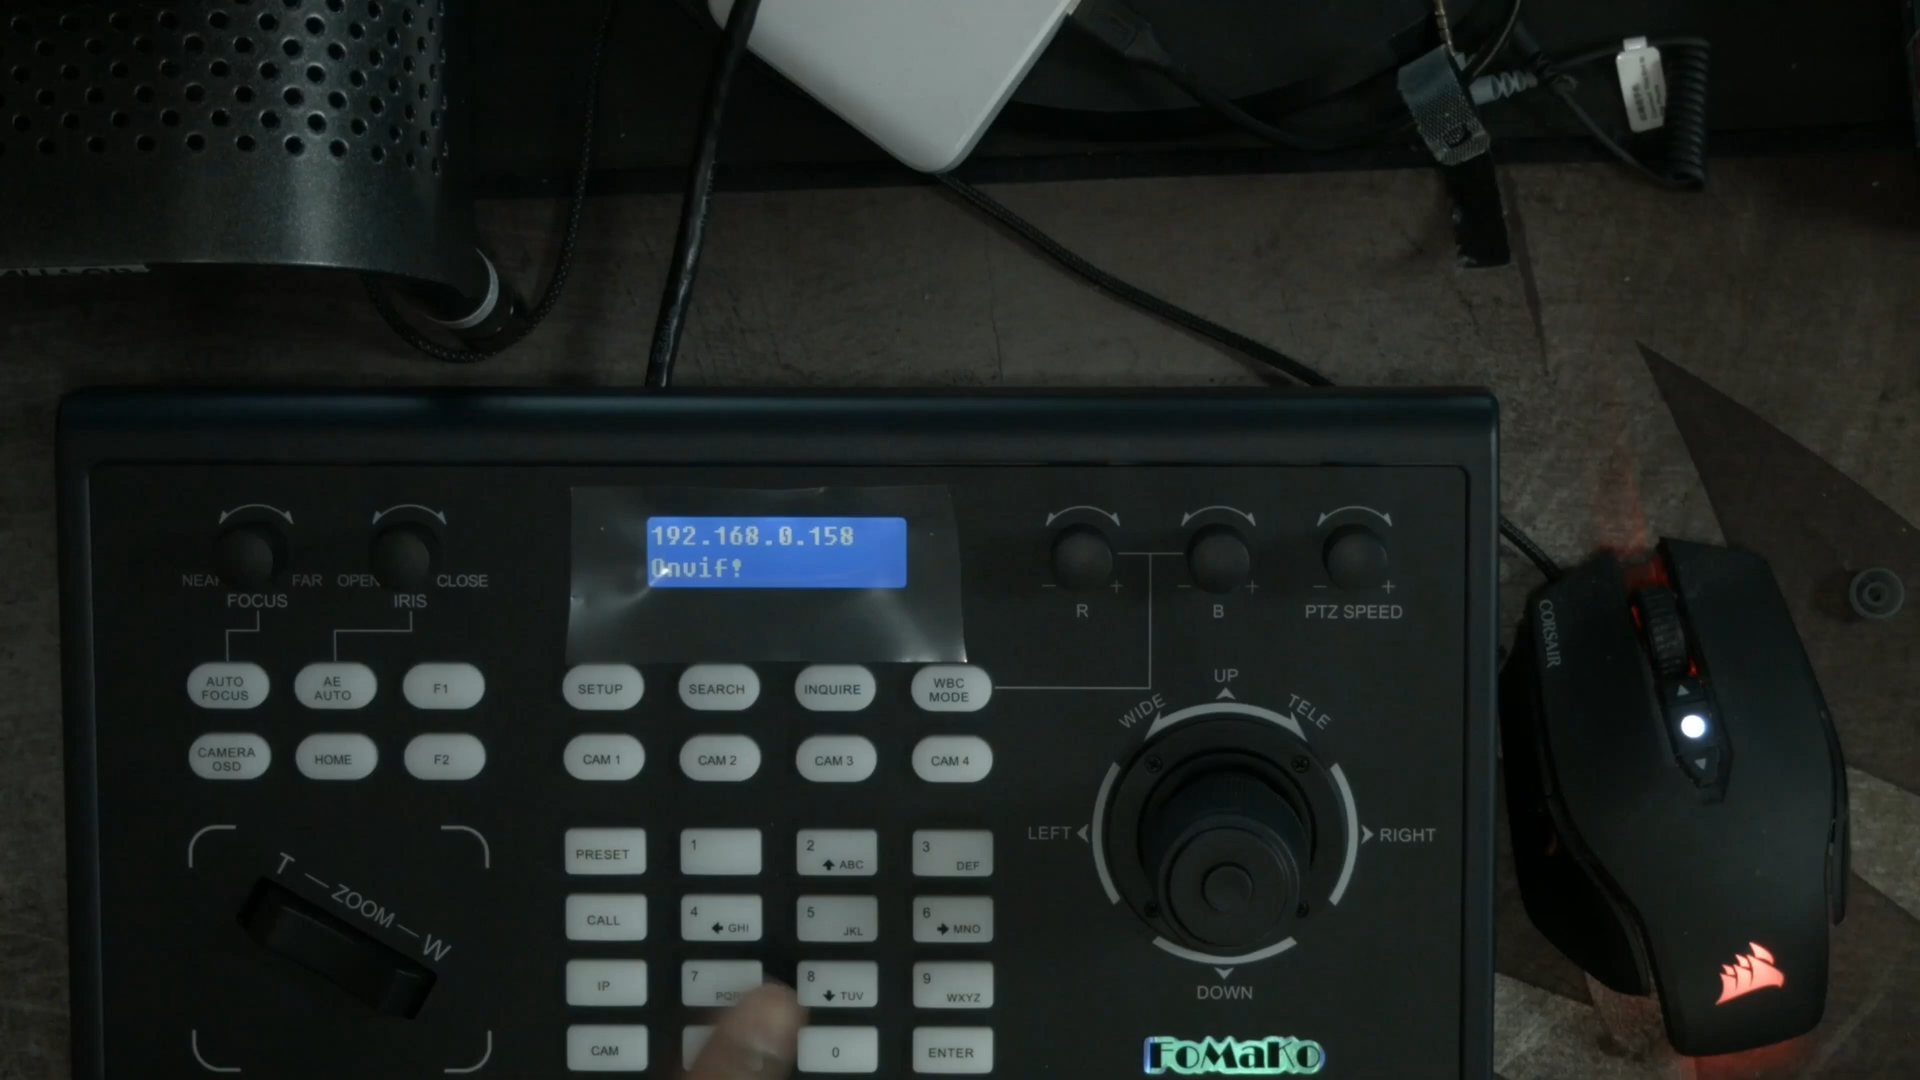 192.168.0.158
Onvif!
FAR
CLOSE
FOCUS
IRIS
- +
- +
- +
R
B
PTZ SPEED
AUTO FOCUS
AE AUTO
F1
SETUP
SEARCH
INQUIRE
WBC MODE
CAMERA OSD
HOME
F2
CAM 1
CAM 2
CAM 3
CAM 4
UP
WIDE
TELE
LEFT
RIGHT
DOWN
T — ZOOM — W
PRESET
1
2 ABC
3 DEF
CALL
4 GHI
5 JKL
6 MNO
IP
7
8 TUV
9 WXYZ
CAM
0
ENTER
FoMaKo
CORSAIR